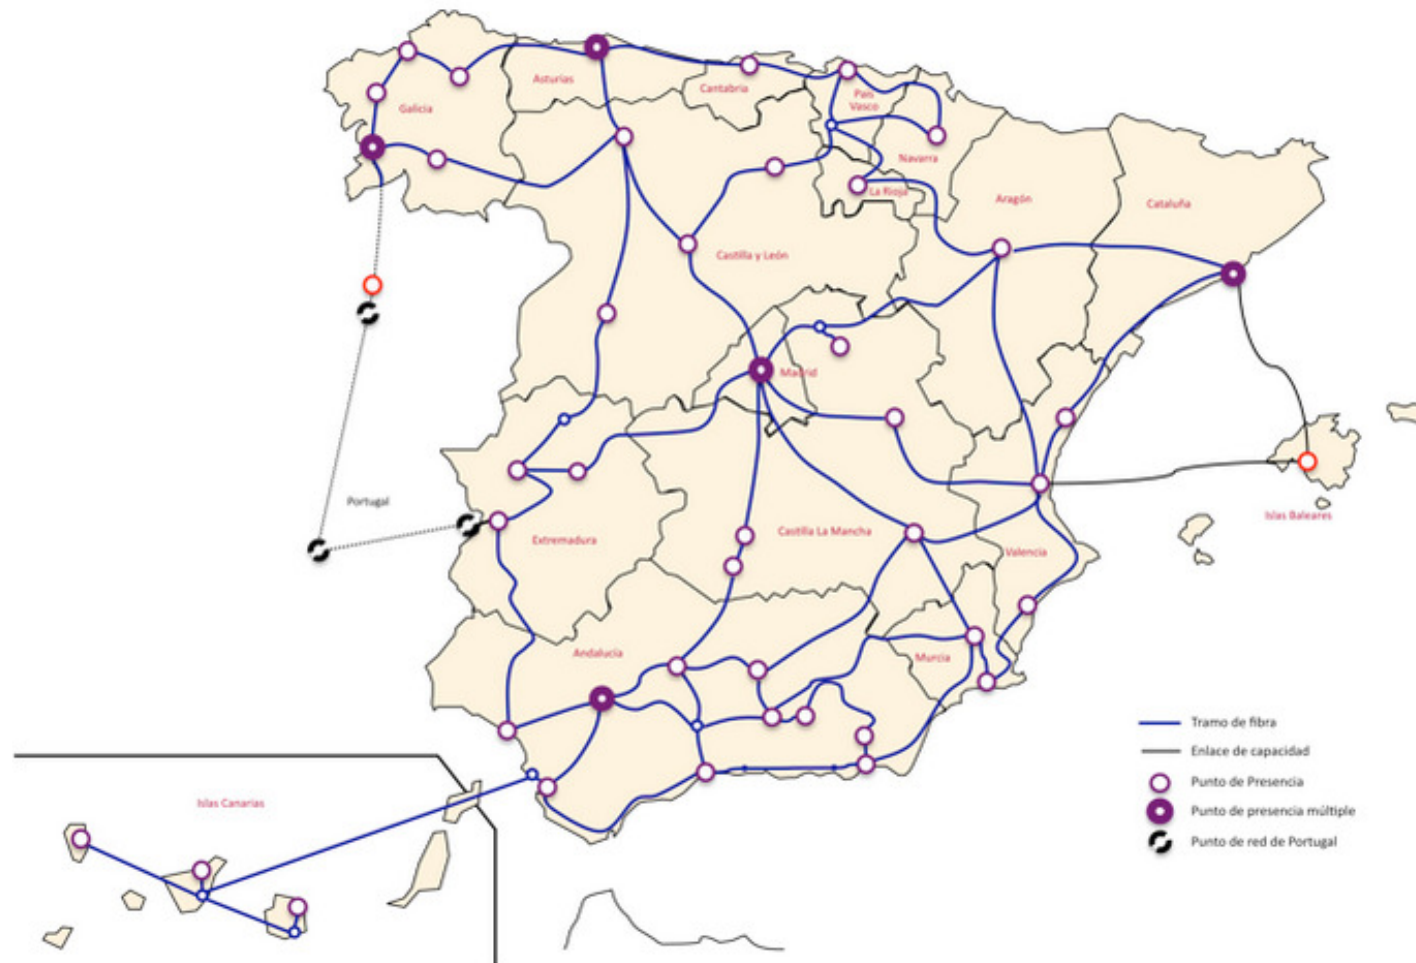 Asturias
Cantabria
País
Vasco
Galicia
Navarra
La Rioja
Aragón
Cataluña
Castilla y León
Madrid
Portugal
Extremadura
Castilla La Mancha
Islas Baleares
Valencia
Andalucía
Murcia
Tramo de fibra
Enlace de capacidad
Punto de Presencia
Punto de presencia múltiple
Punto de red de Portugal
Islas Canarias